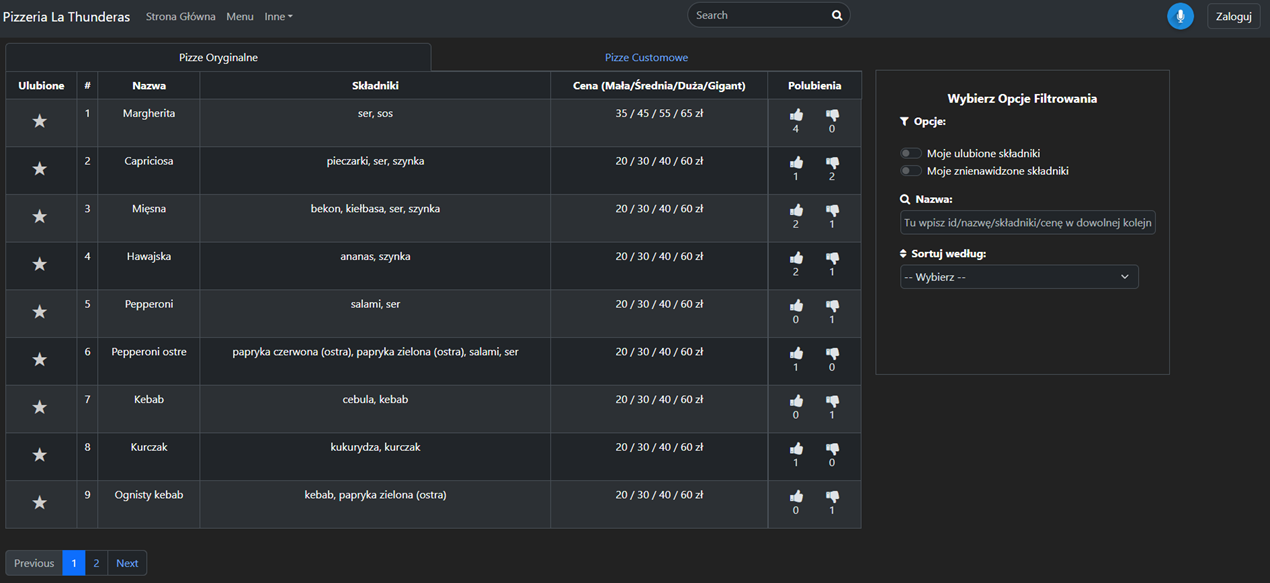 Pizzeria La Thunderas Strona Główna Menu Inne Search Zaloguj
Pizze Oryginalne Pizze Customowe
Ulubione # Nazwa Składniki Cena (Mała/Średnia/Duża/Gigant) Polubienia
1 Margherita ser, sos 35 / 45 / 55 / 65 zł 4 0
2 Capriciosa pieczarki, ser, szynka 20 / 30 / 40 / 60 zł 1 2
3 Mięsna bekon, kiełbasa, ser, szynka 20 / 30 / 40 / 60 zł 2 1
4 Hawajska ananas, szynka 20 / 30 / 40 / 60 zł 2 1
5 Pepperoni salami, ser 20 / 30 / 40 / 60 zł 0 1
6 Pepperoni ostre papryka czerwona (ostra), papryka zielona (ostra), salami, ser 20 / 30 / 40 / 60 zł 1 0
7 Kebab cebula, kebab 20 / 30 / 40 / 60 zł 0 1
8 Kurczak kukurydza, kurczak 20 / 30 / 40 / 60 zł 1 0
9 Ognisty kebab kebab, papryka zielona (ostra) 20 / 30 / 40 / 60 zł 0 1
Previous 1 2 Next
Wybierz Opcje Filtrowania
Opcje:
Moje ulubione składniki
Moje znienawidzone składniki
Nazwa:
Tu wpisz id/nazwę/składniki/cenę w dowolnej kolejn
Sortuj według:
-- Wybierz --